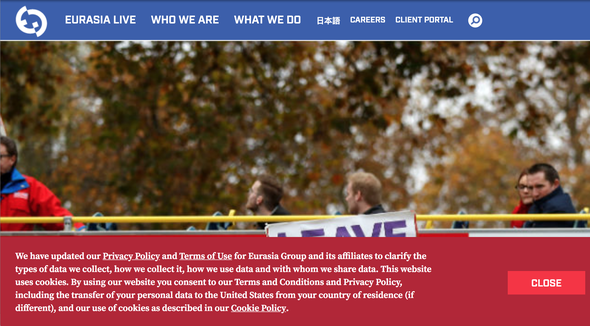 EURASIA LIVE WHO WE ARE WHAT WE DO 日本語 CAREERS CLIENT PORTAL
LEAVE
We have updated our Privacy Policy and Terms of Use for Eurasia Group and its affiliates to clarify the
types of data we collect, how we collect it, how we use data and with whom we share data. This website
uses cookies. By using our website you consent to our Terms and Conditions and Privacy Policy,
including the transfer of your personal data to the United States from your country of residence (if
different), and our use of cookies as described in our Cookie Policy.
CLOSE